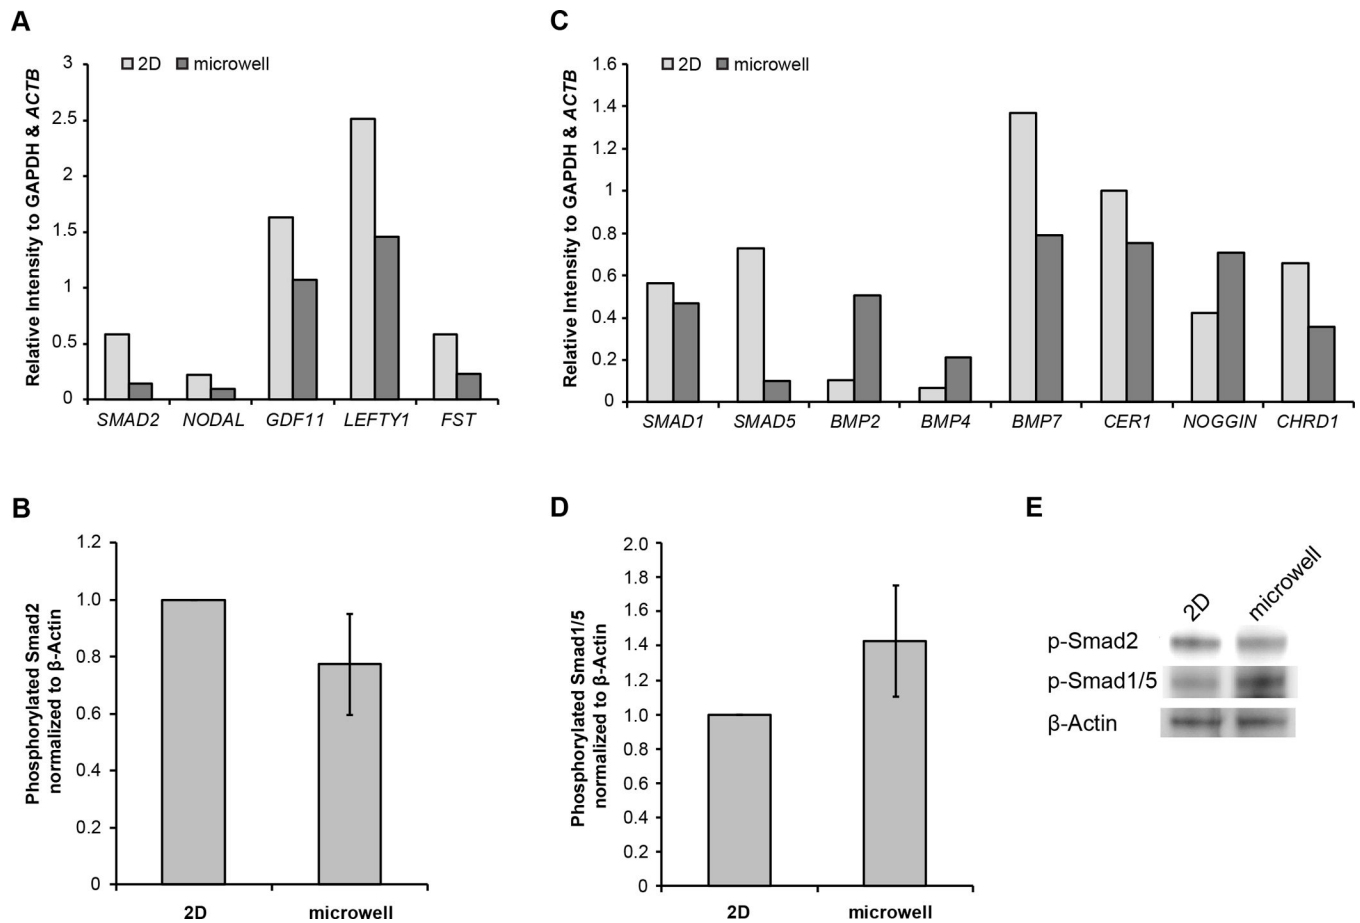 A
2D microwell
Relative Intensity to GAPDH & ACTB
3
2.5
2
1.5
1
0.5
0
SMAD2 NODAL GDF11 LEFTY1 FST
C
2D microwell
Relative Intensity to GAPDH & ACTB
1.6
1.4
1.2
1
0.8
0.6
0.4
0.2
0
SMAD1 SMAD5 BMP2 BMP4 BMP7 CER1 NOGGIN CHRD1
B
Phosphorylated Smad2
normalized to β-Actin
1.2
1.0
0.8
0.6
0.4
0.2
0
2D microwell
D
Phosphorylated Smad1/5
normalized to β-Actin
2.0
1.8
1.6
1.4
1.2
1.0
0.8
0.6
0.4
0.2
0
2D microwell
E
2D microwell
p-Smad2
p-Smad1/5
β-Actin